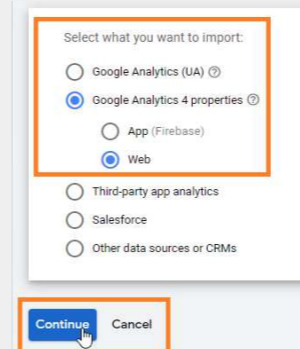 Select what you want to import:
Google Analytics (UA)
Google Analytics 4 properties
App (Firebase)
Web
Third-party app analytics
Salesforce
Other data sources or CRMs
Continue Cancel